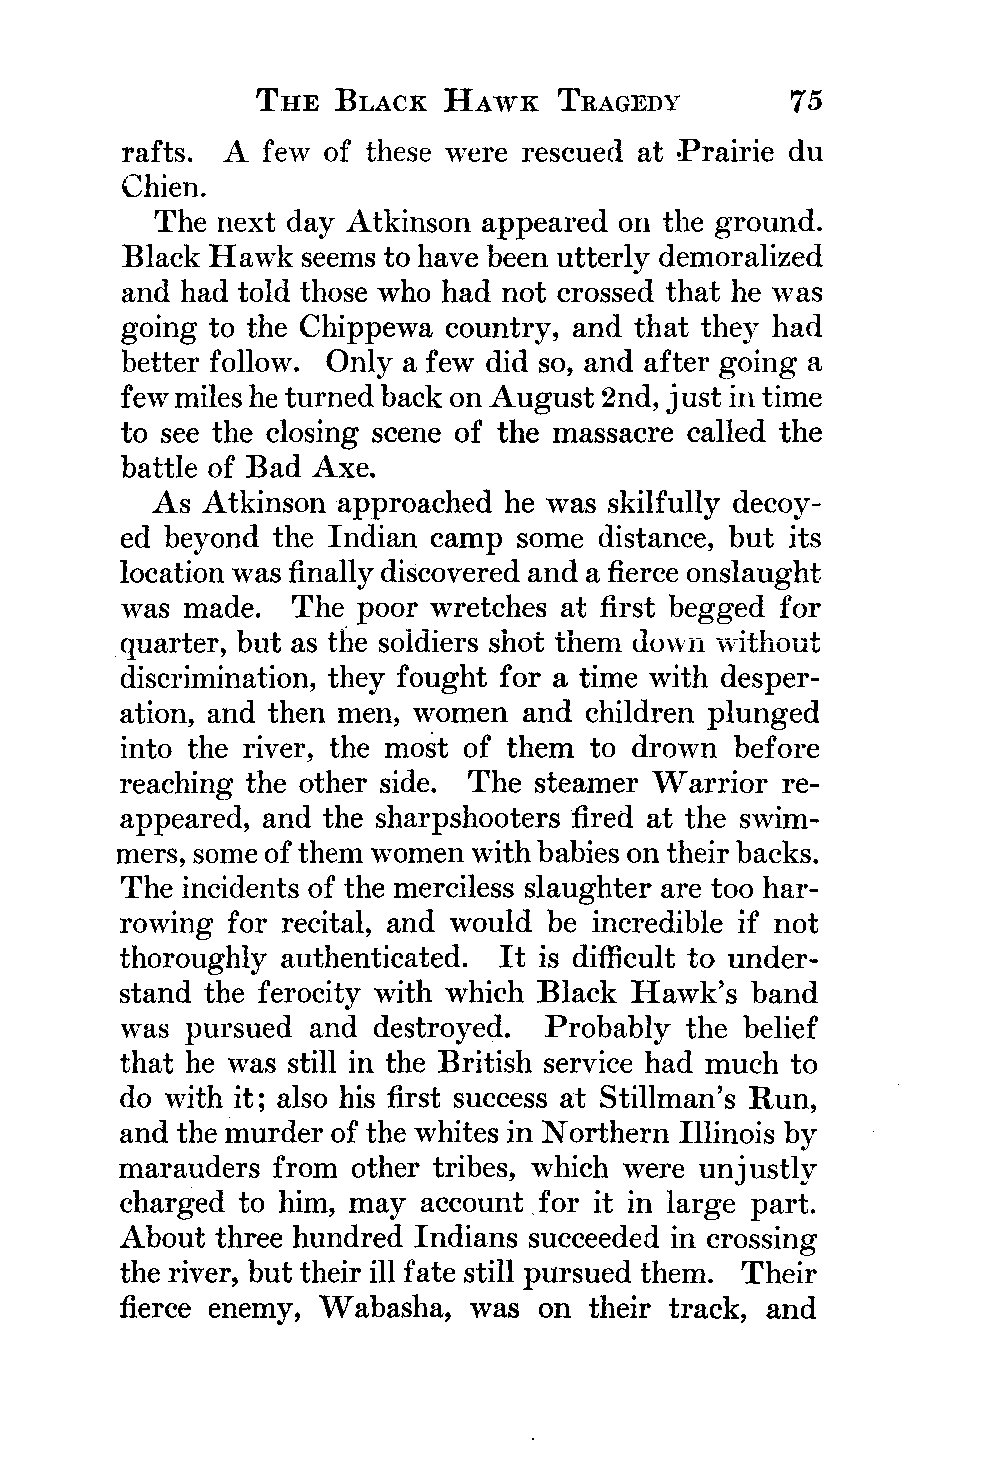 THE BLACK HAWK TRAGEDY 75
rafts. A few of these were rescued at Prairie du
Chien.
The next day Atkinson appeared on the ground.
Black Hawk seems to have been utterly demoralized
and had told those who had not crossed that he was
going to the Chippewa country, and that they had
better follow. Only a few did so, and after going a
few miles he turned back on August 2nd, just in time
to see the closing scene of the massacre called the
battle of Bad Axe.
As Atkinson approached he was skilfully decoy-
ed beyond the Indian camp some distance, but its
location was finally discovered and a fierce onslaught
was made. The poor wretches at first begged for
quarter, but as the soldiers shot them down without
discrimination, they fought for a time with desper-
ation, and then men, women and children plunged
into the river, the most of them to drown before
reaching the other side. The steamer Warrior re-
appeared, and the sharpshooters fired at the swim-
mers, some of them women with babies on their backs.
The incidents of the merciless slaughter are too har-
rowing for recital, and would be incredible if not
thoroughly authenticated. It is difficult to under-
stand the ferocity with which Black Hawk's band
was pursued and destroyed. Probably the belief
that he was still in the British service had much to
do with it; also his first success at Stillman's Run,
and the murder of the whites in Northern Illinois by
marauders from other tribes, which were unjustly
charged to him, may account for it in large part.
About three hundred Indians succeeded in crossing
the river, but their ill fate still pursued them. Their
fierce enemy, Wabasha, was on their track, and